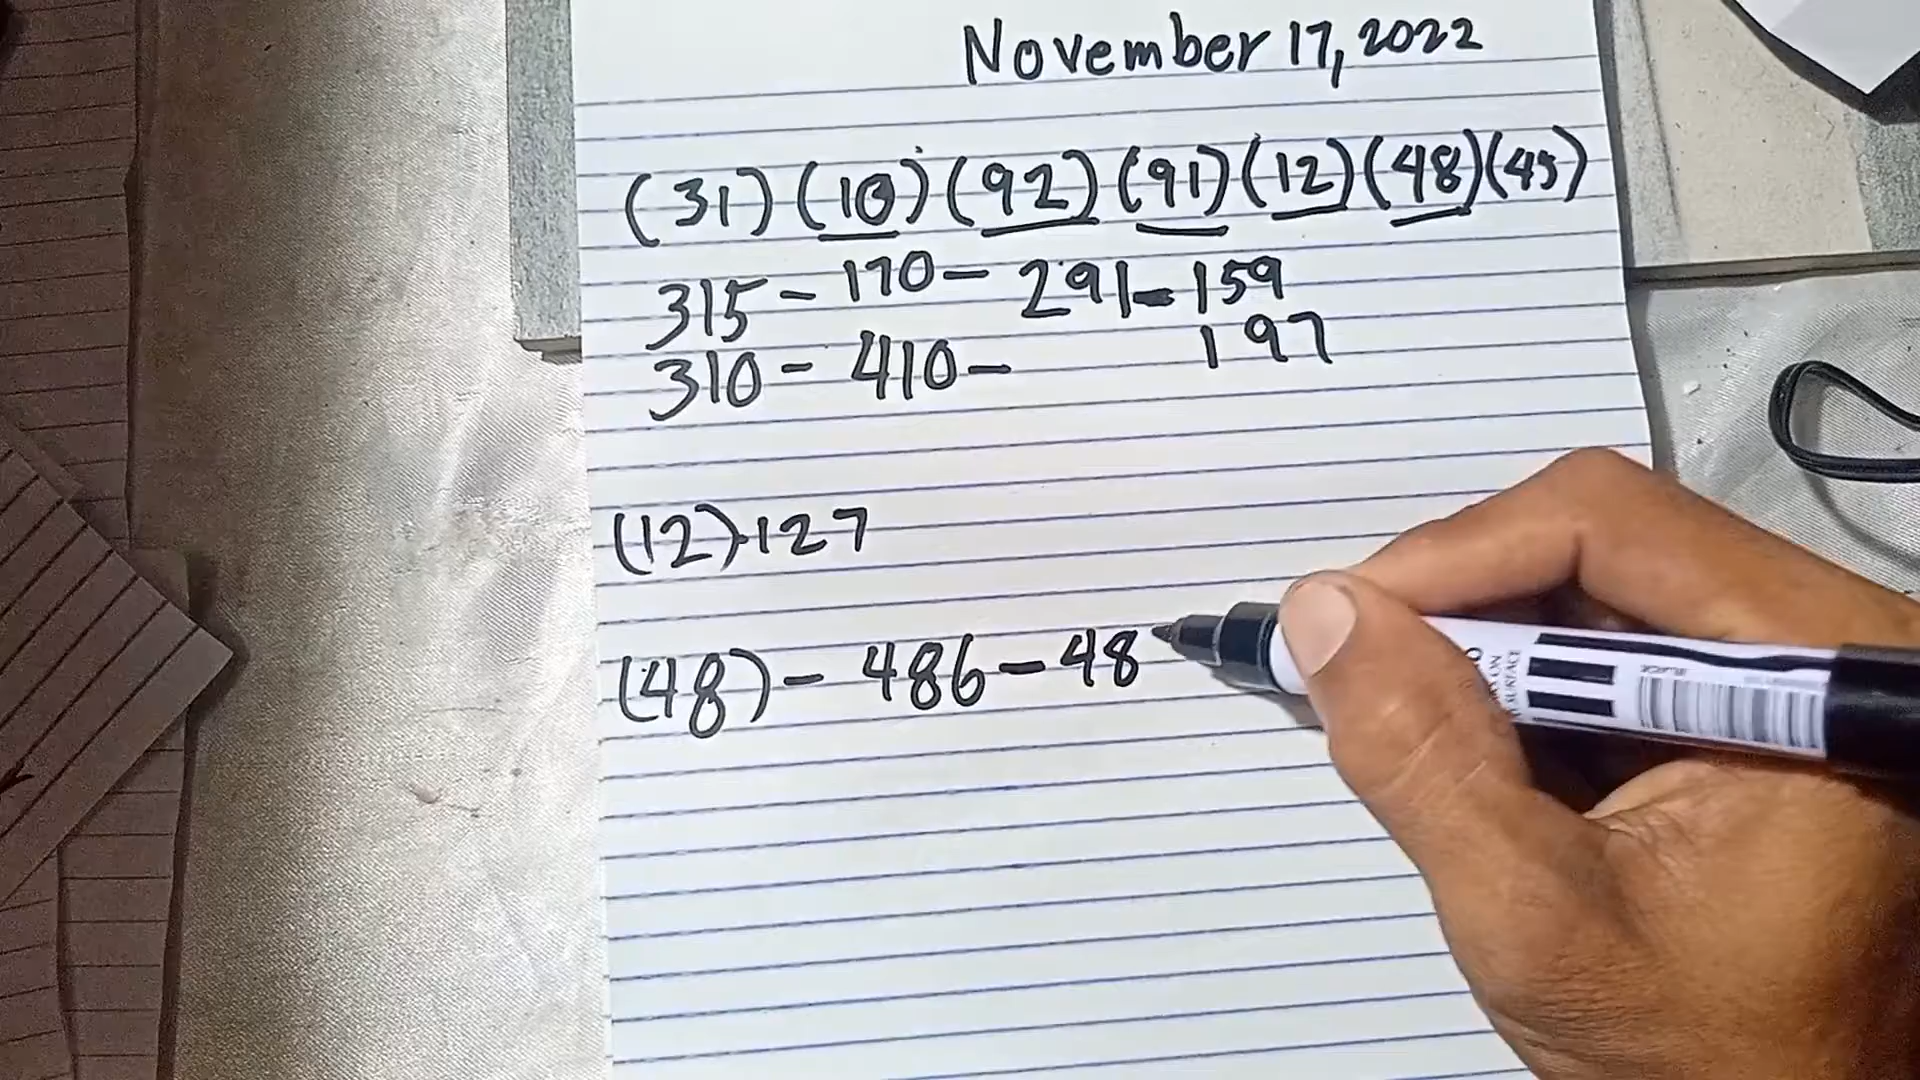 November 17, 2022
(31) (10) (92) (91) (12) (48) (45)
315 - 170 - 291 - 159
310 - 410 - 197
(12) 127
(48) - 486 - 48